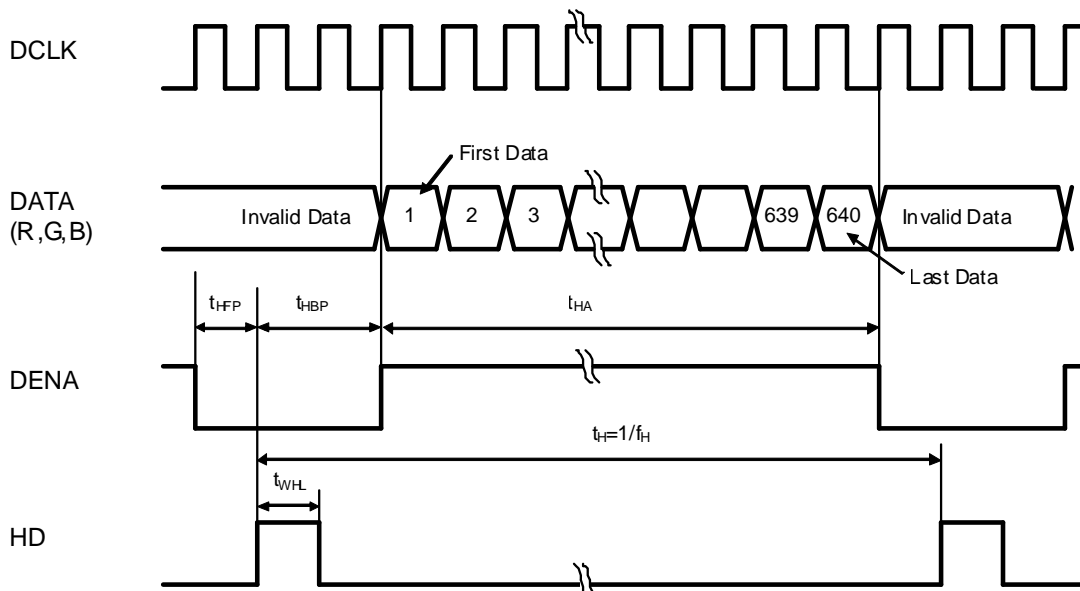 DCLK
First Data
DATA
(R,G,B)
Invalid Data 1 2 3 639 640 Invalid Data
Last Data
tHFP tHBP tHA
DENA
tH=1/fH
tWHL
HD